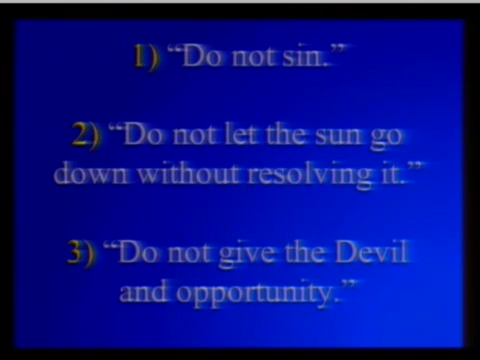 1) “Do not sin.”
2) “Do not let the sun go
down without resolving it.”
3) “Do not give the Devil
and opportunity.”